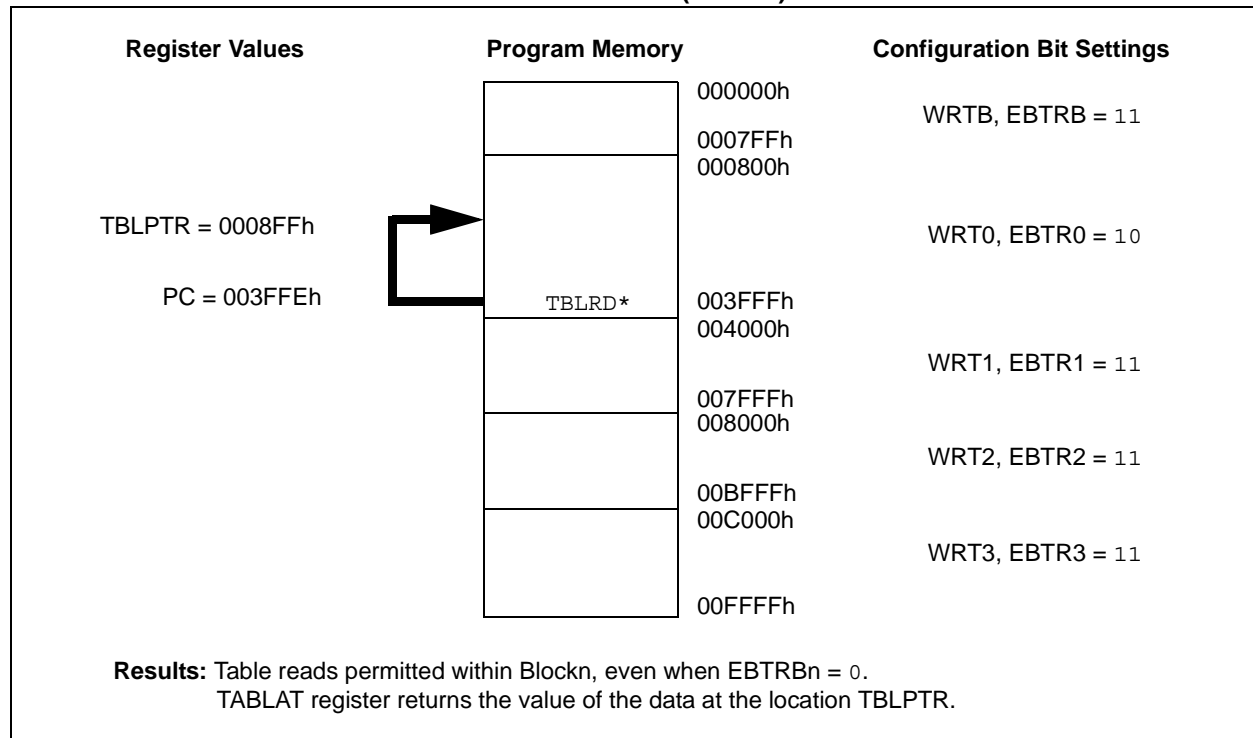 Register Values Program Memory Configuration Bit Settings
000000h
WRTB, EBTRB = 11
0007FFh
000800h
TBLPTR = 0008FFh
WRT0, EBTR0 = 10
PC = 003FFEh
TBLRD*
003FFFh
004000h
WRT1, EBTR1 = 11
007FFFh
008000h
WRT2, EBTR2 = 11
00BFFFh
00C000h
WRT3, EBTR3 = 11
00FFFFh
Results: Table reads permitted within Blockn, even when EBTRBn = 0.
TABLAT register returns the value of the data at the location TBLPTR.